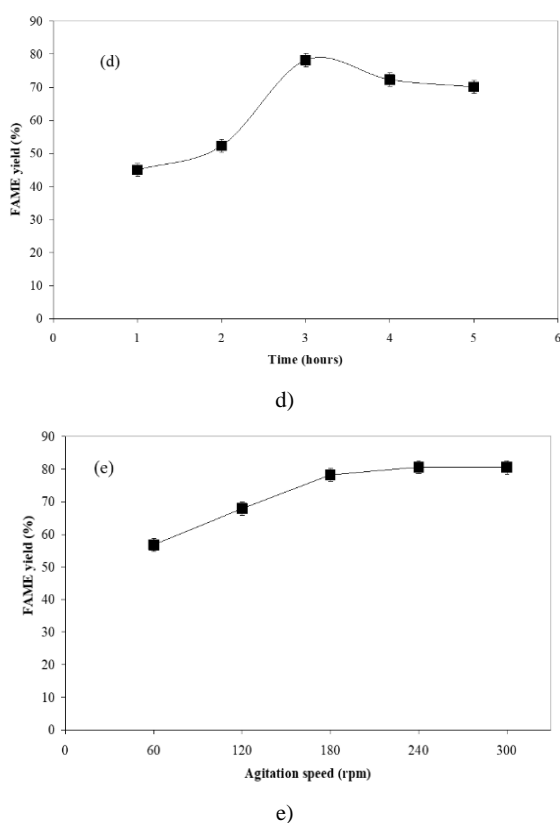 90
80
(d)
70
60
50
40
30
20
10
0
FAME yield (%)
0 1 2 3 4 5 6
Time (hours)
d)
90
80
(e)
70
60
50
40
30
20
10
0
FAME yield (%)
0 60 120 180 240 300
Agitation speed (rpm)
e)